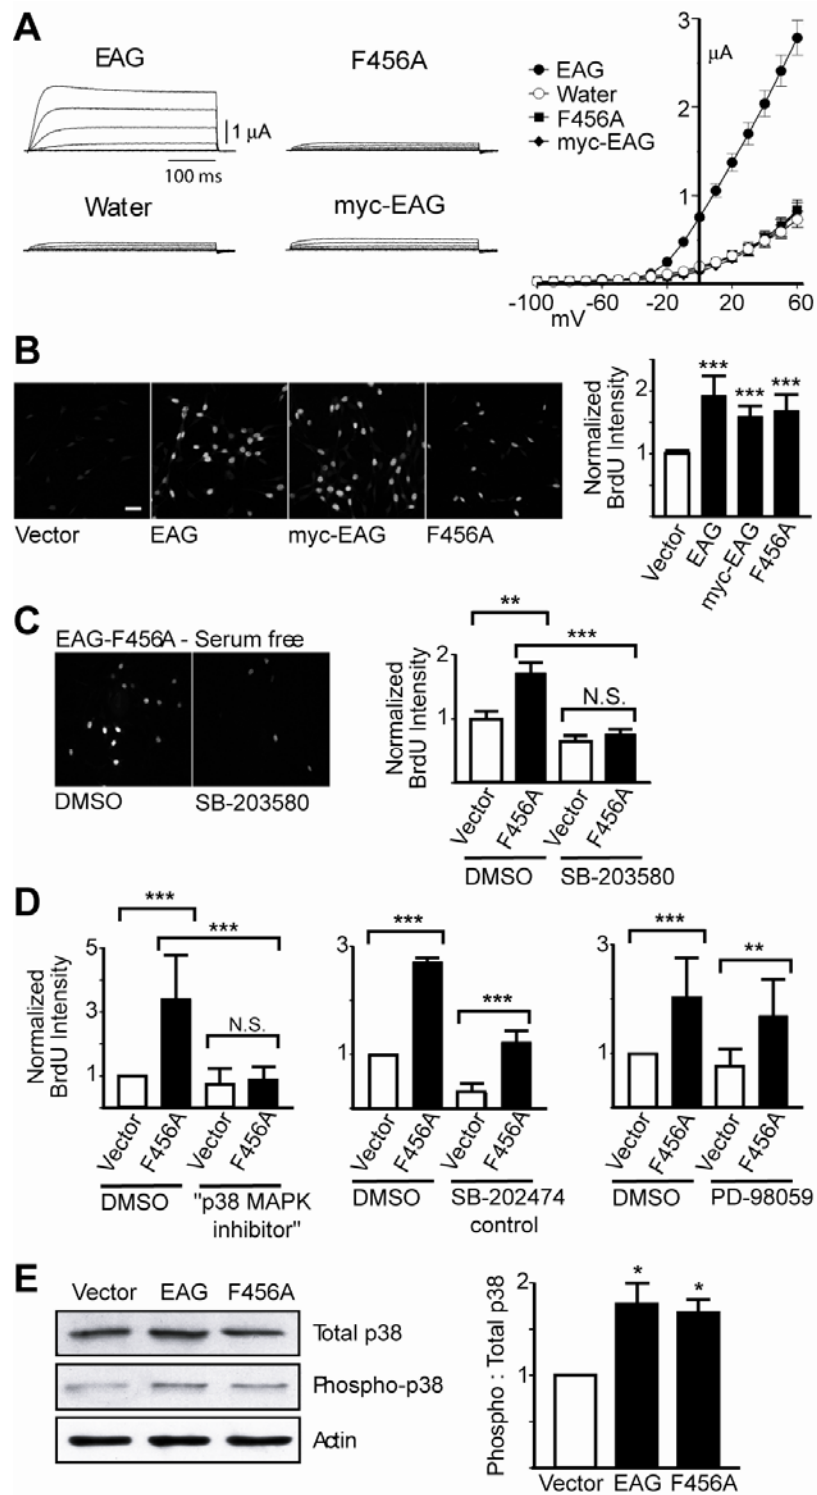 A
EAG
F456A
1 µA
100 ms
Water
myc-EAG
3
µA
2
1
EAG
Water
F456A
myc-EAG
-100 -60 -20 20 60
mV
B
Vector EAG myc-EAG F456A
Normalized
BrdU Intensity
2
1
*** *** ***
Vector EAG myc-EAG F456A
C
EAG-F456A - Serum free
DMSO SB-203580
Normalized
BrdU Intensity
2
1
**
***
N.S.
Vector F456A Vector F456A
DMSO SB-203580
D
Normalized
BrdU Intensity
5
3
1
***
***
N.S.
Vector F456A Vector F456A
DMSO "p38 MAPK
inhibitor"
3
1
***
***
Vector F456A Vector F456A
DMSO SB-202474
control
3
1
***
**
Vector F456A Vector F456A
DMSO PD-98059
E
Vector EAG F456A
Total p38
Phospho-p38
Actin
Phospho : Total p38
2
1
* *
Vector EAG F456A